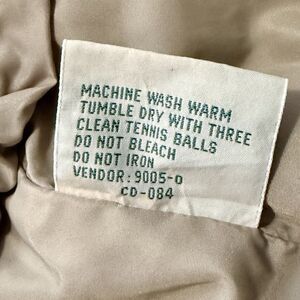 MACHINE WASH WARM
TUMBLE DRY WITH THREE
CLEAN TENNIS BALLS
DO NOT BLEACH
DO NOT IRON
VENDOR: 9005-0
CD-084